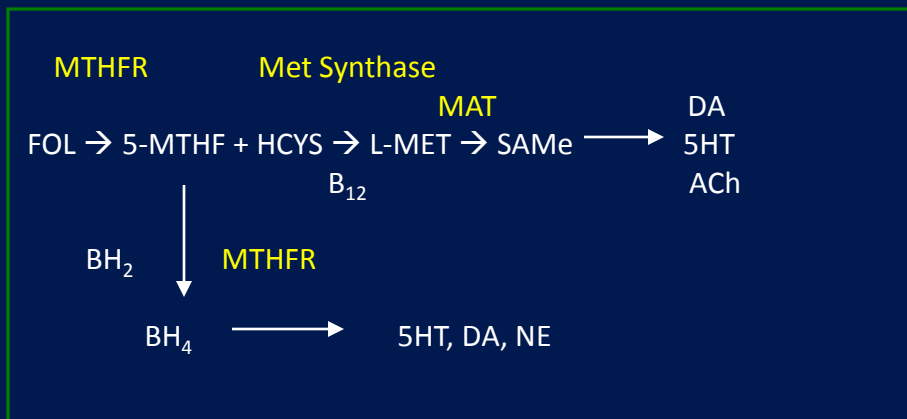 MTHFR Met Synthase
MAT DA
FOL → 5-MTHF + HCYS → L-MET → SAMe → 5HT
B₁₂ ACh
BH₂ MTHFR
BH₄ → 5HT, DA, NE